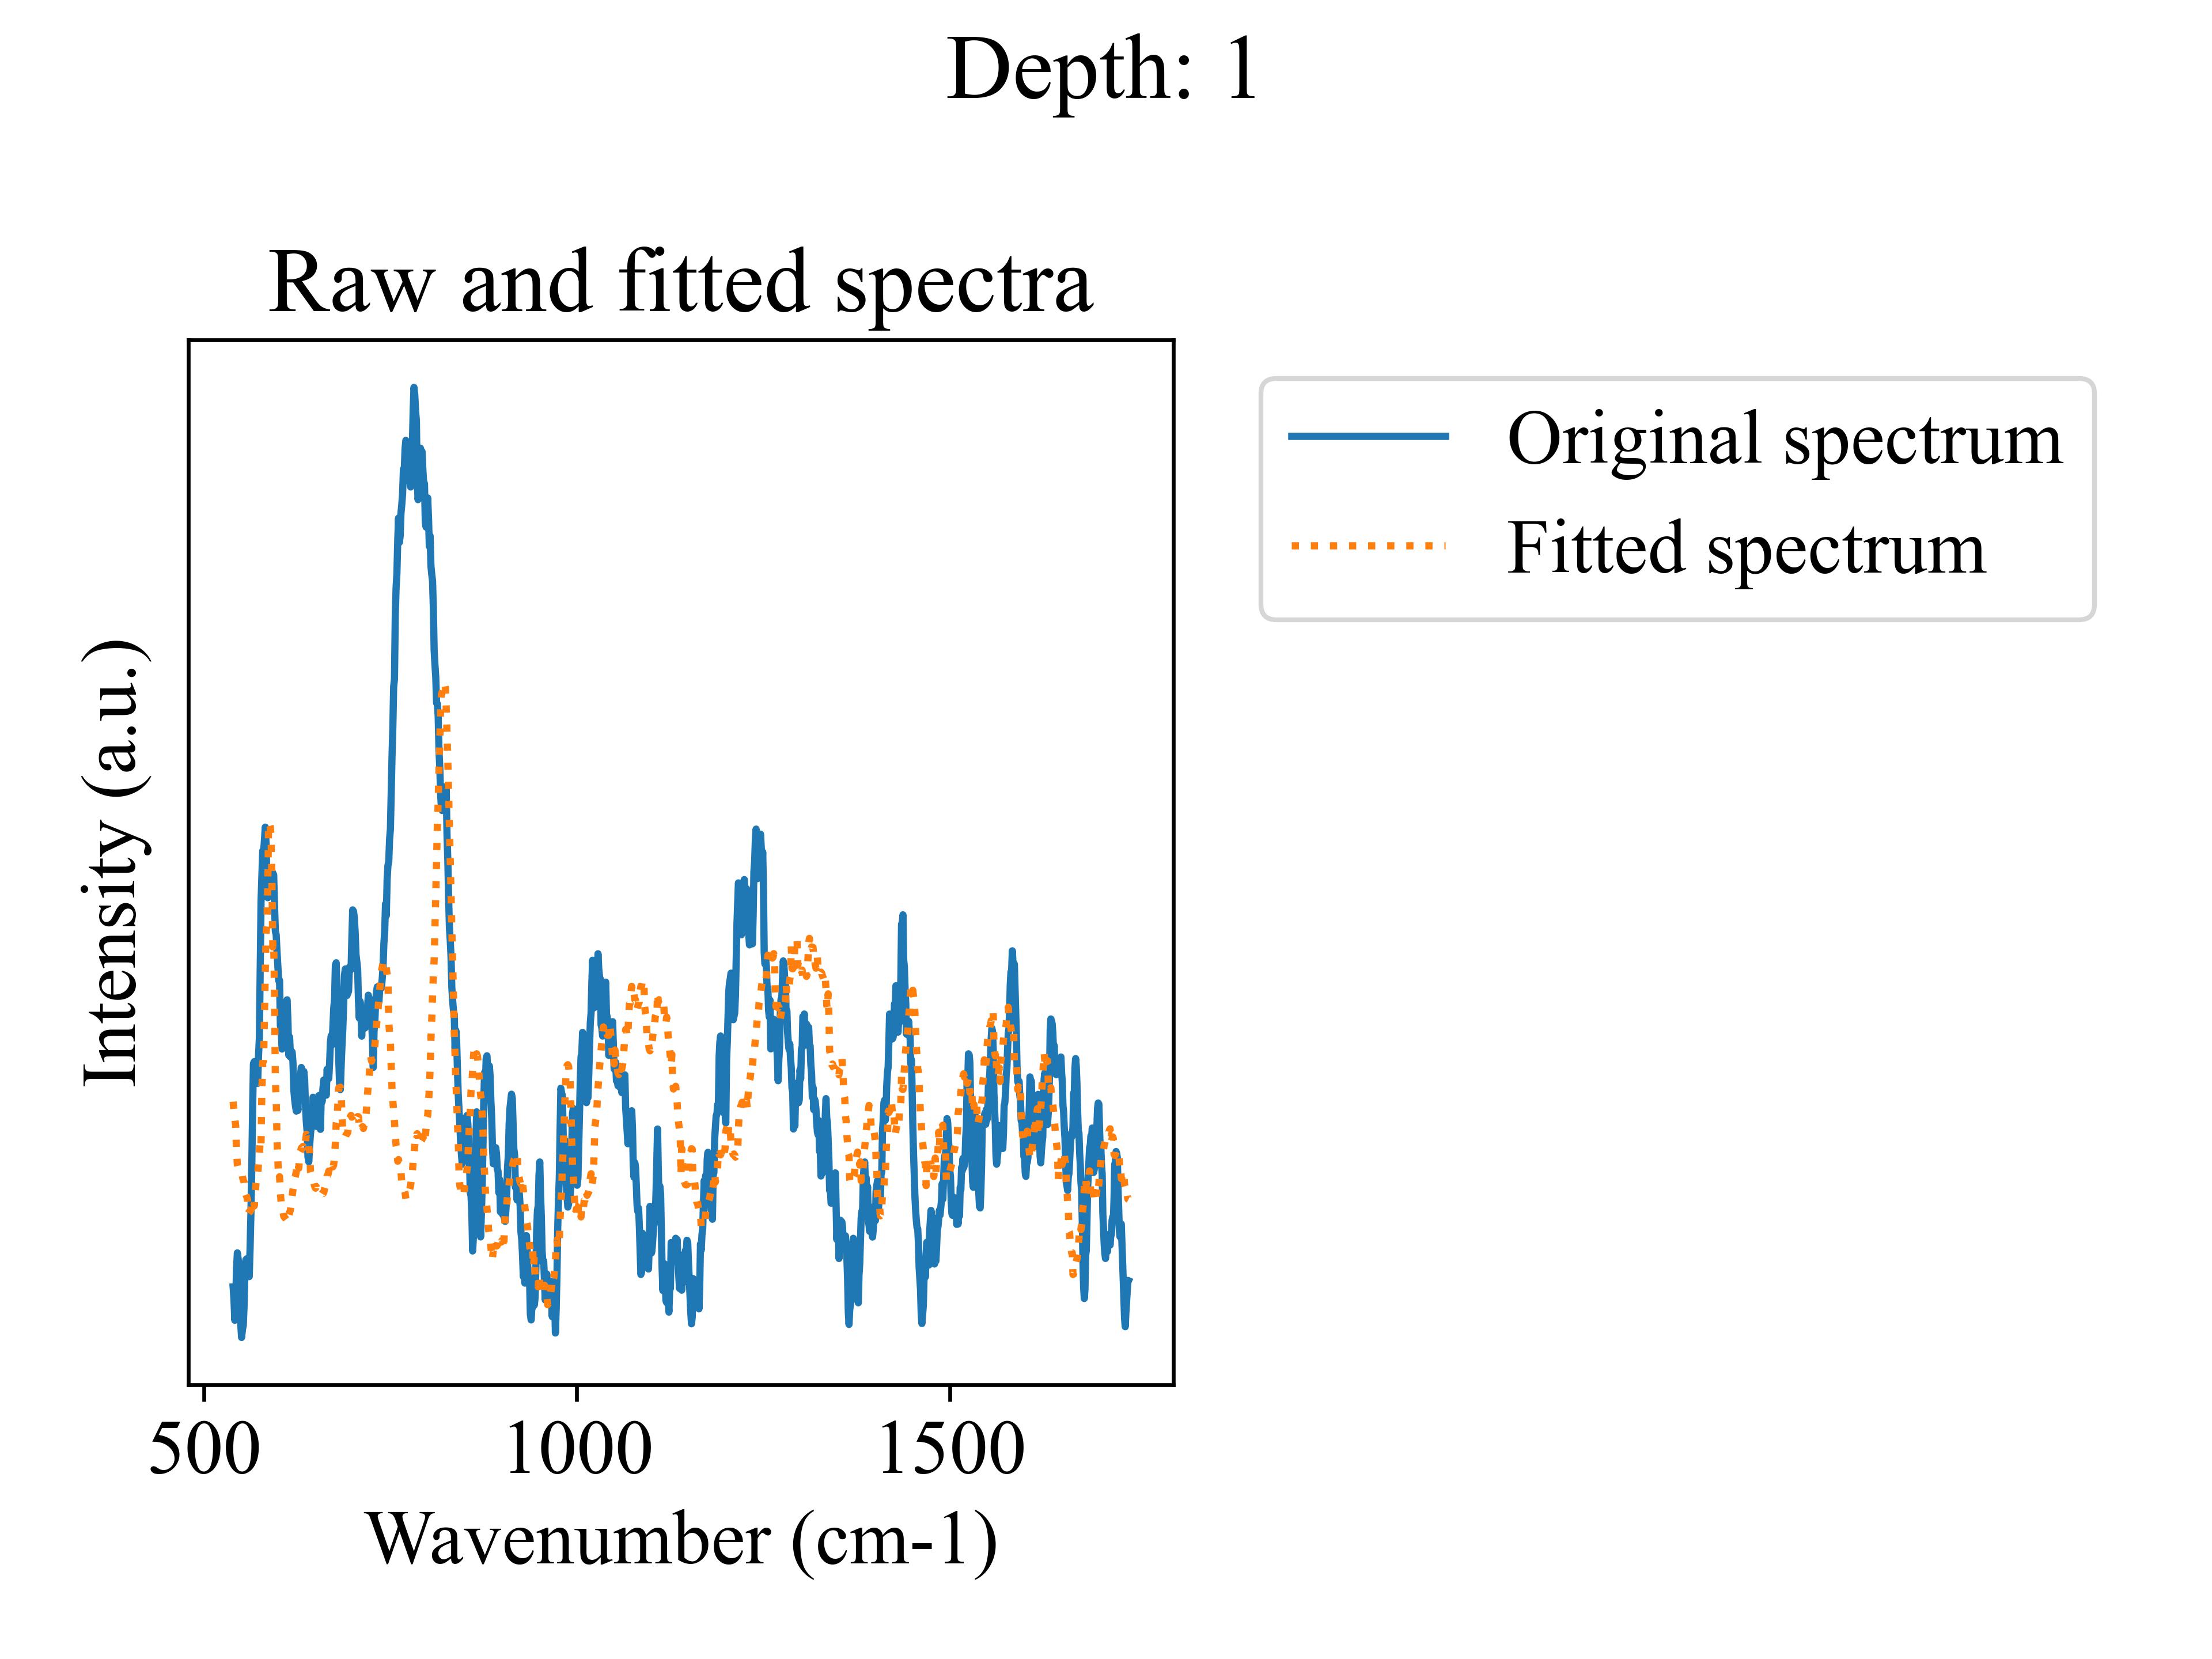 Depth: 1
Raw and fitted spectra
Original spectrum
Fitted spectrum
Intensity (a.u.)
500 1000 1500
Wavenumber (cm-1)